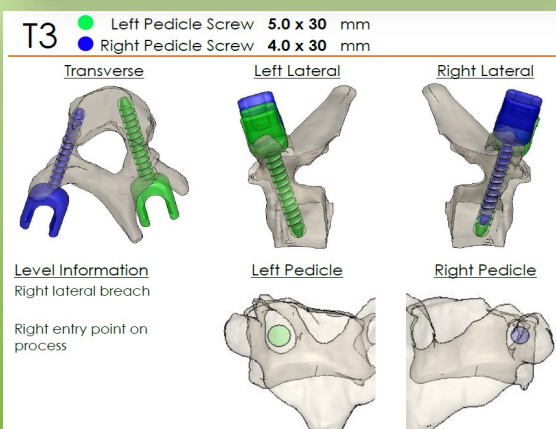 T3
Left Pedicle Screw 5.0 x 30 mm
Right Pedicle Screw 4.0 x 30 mm
Transverse
Left Lateral
Right Lateral
Level Information
Right lateral breach
Right entry point on
process
Left Pedicle
Right Pedicle